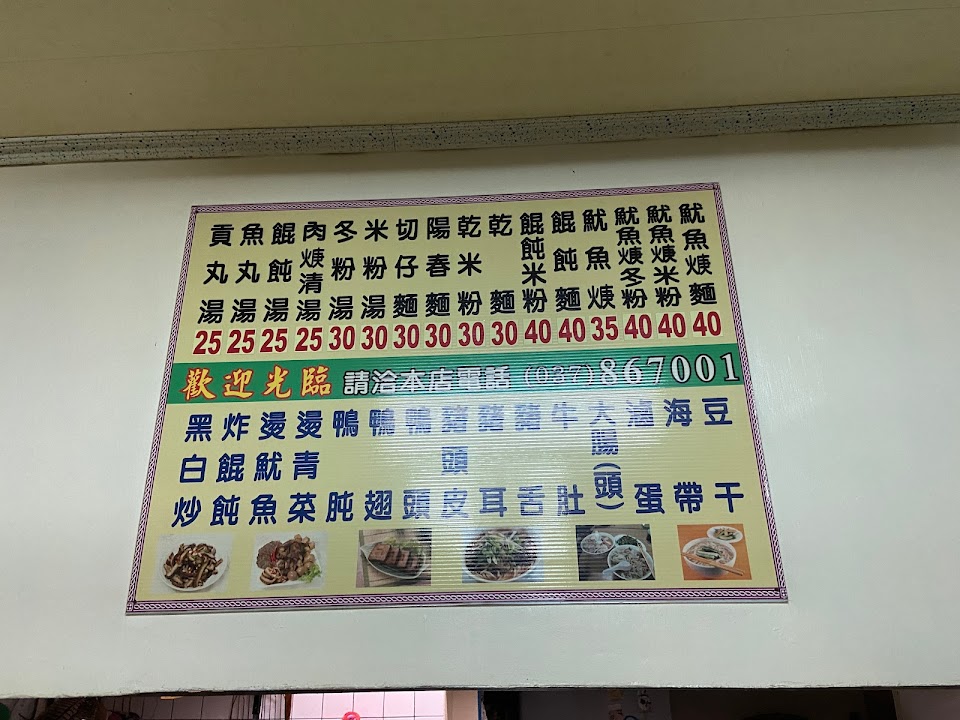 魷魚焿麵 40
魷魚焿米粉 40
魷魚焿冬粉 40
魷魚焿 35
餛飩麵 40
餛飩米粉 40
乾麵 30
乾米粉 30
陽春麵 30
切仔麵 30
米粉湯 30
冬粉湯 30
肉焿清湯 25
餛飩湯 25
魚丸湯 25
貢丸湯 25
歡迎光臨 請洽本店電話 (037)867001
豆干
海帶
滷蛋
大腸(頭)
牛肚
豬舌
豬耳
豬頭皮
鴨頭
鴨翅
鴨肫
燙青菜
燙魷魚
炸餛飩
黑白炒